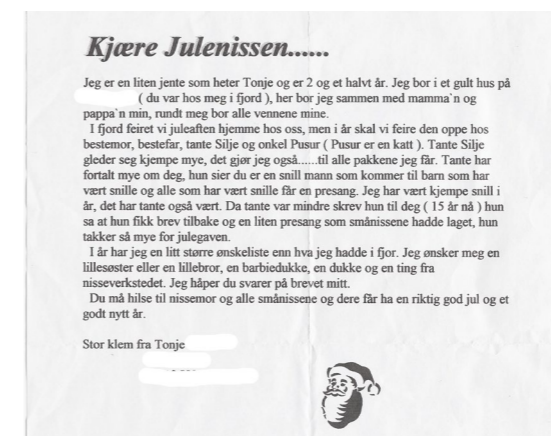 Kjære Julenissen......
Jeg er en liten jente som heter Tonje og er 2 og et halvt år. Jeg bor i et gult hus på
( du var hos meg i fjord ), her bor jeg sammen med mamma`n og
pappa`n min, rundt meg bor alle vennene mine.
I fjord feiret vi juleaften hjemme hos oss, men i år skal vi feire den oppe hos
bestemor, bestefar, tante Silje og onkel Pusur ( Pusur er en katt ). Tante Silje
gleder seg kjempe mye, det gjør jeg også......til alle pakkene jeg får. Tante har
fortalt mye om deg, hun sier du er en snill mann som kommer til barn som har
vært snille og alle som har vært snille får en presang. Jeg har vært kjempe snill i
år, det har tante også vært. Da tante var mindre skrev hun til deg ( 15 år nå ) hun
sa at hun fikk brev tilbake og en liten presang som smånissene hadde laget, hun
takker så mye for julegaven.
I år har jeg en litt større ønskeliste enn hva jeg hadde i fjor. Jeg ønsker meg en
lillesøster eller en lillebror, en barbiedukke, en dukke og en ting fra
nisseverkstedet. Jeg håper du svarer på brevet mitt.
Du må hilse til nissemor og alle smånissene og dere får ha en riktig god jul og et
godt nytt år.
Stor klem fra Tonje